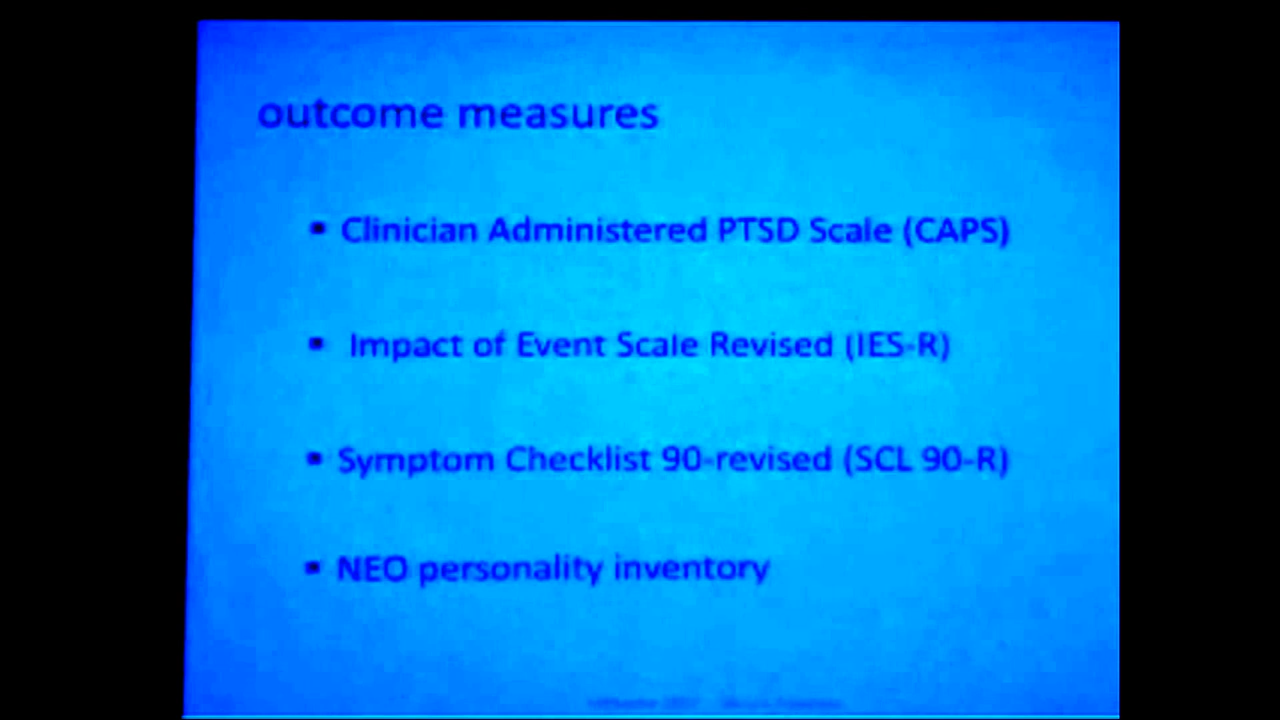 outcome measures
▪ Clinician Administered PTSD Scale (CAPS)
▪ Impact of Event Scale Revised (IES-R)
▪ Symptom Checklist 90-revised (SCL 90-R)
▪ NEO personality inventory